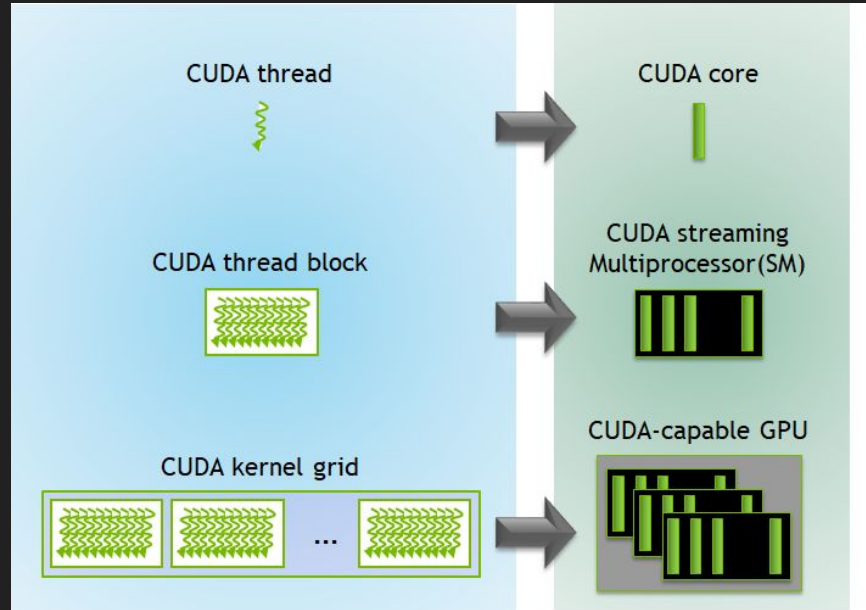 CUDA thread
CUDA core
CUDA thread block
CUDA streaming
Multiprocessor(SM)
CUDA kernel grid
...
CUDA-capable GPU